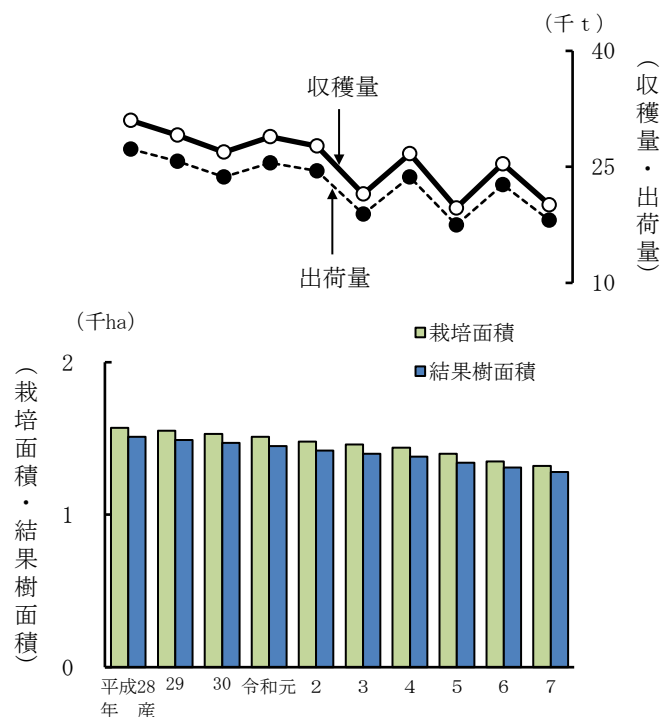 (千ｔ)
40
収穫量
25
出荷量
10
(収穫量・出荷量)
(千ha)
栽培面積
結果樹面積
2
1
0
(栽培面積・結果樹面積)
平成28 29 30 令和元 2 3 4 5 6 7
年 産